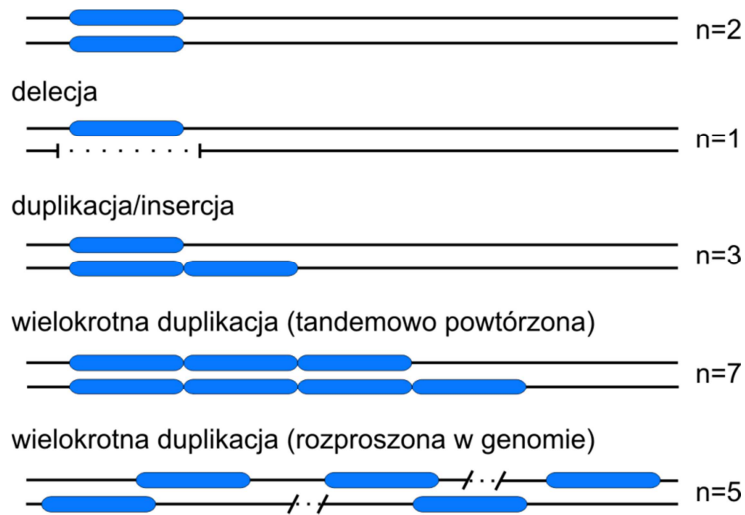 n=2
delecja
n=1
duplikacja/insercja
n=3
wielokrotna duplikacja (tandemowo powtórzona)
n=7
wielokrotna duplikacja (rozproszona w genomie)
n=5